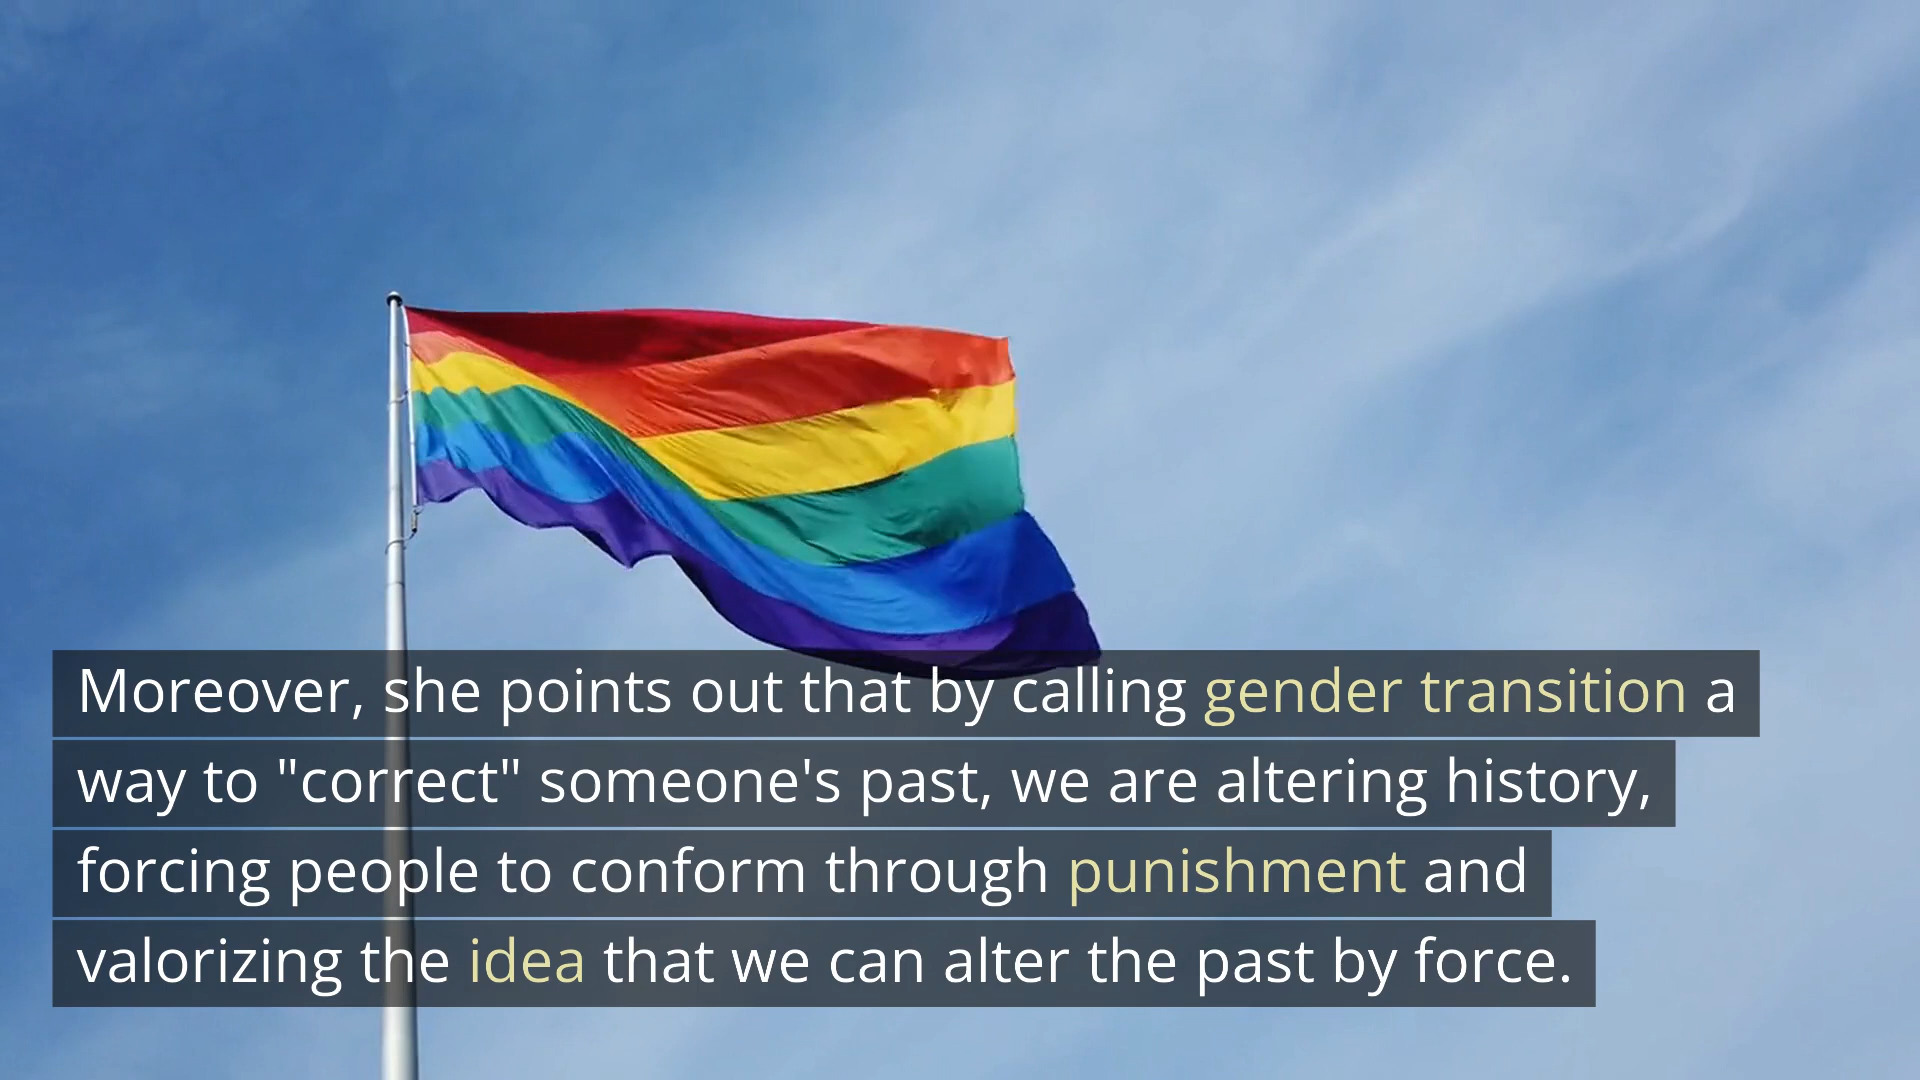 Moreover, she points out that by calling gender transition a
way to "correct" someone's past, we are altering history,
forcing people to conform through punishment and
valorizing the idea that we can alter the past by force.